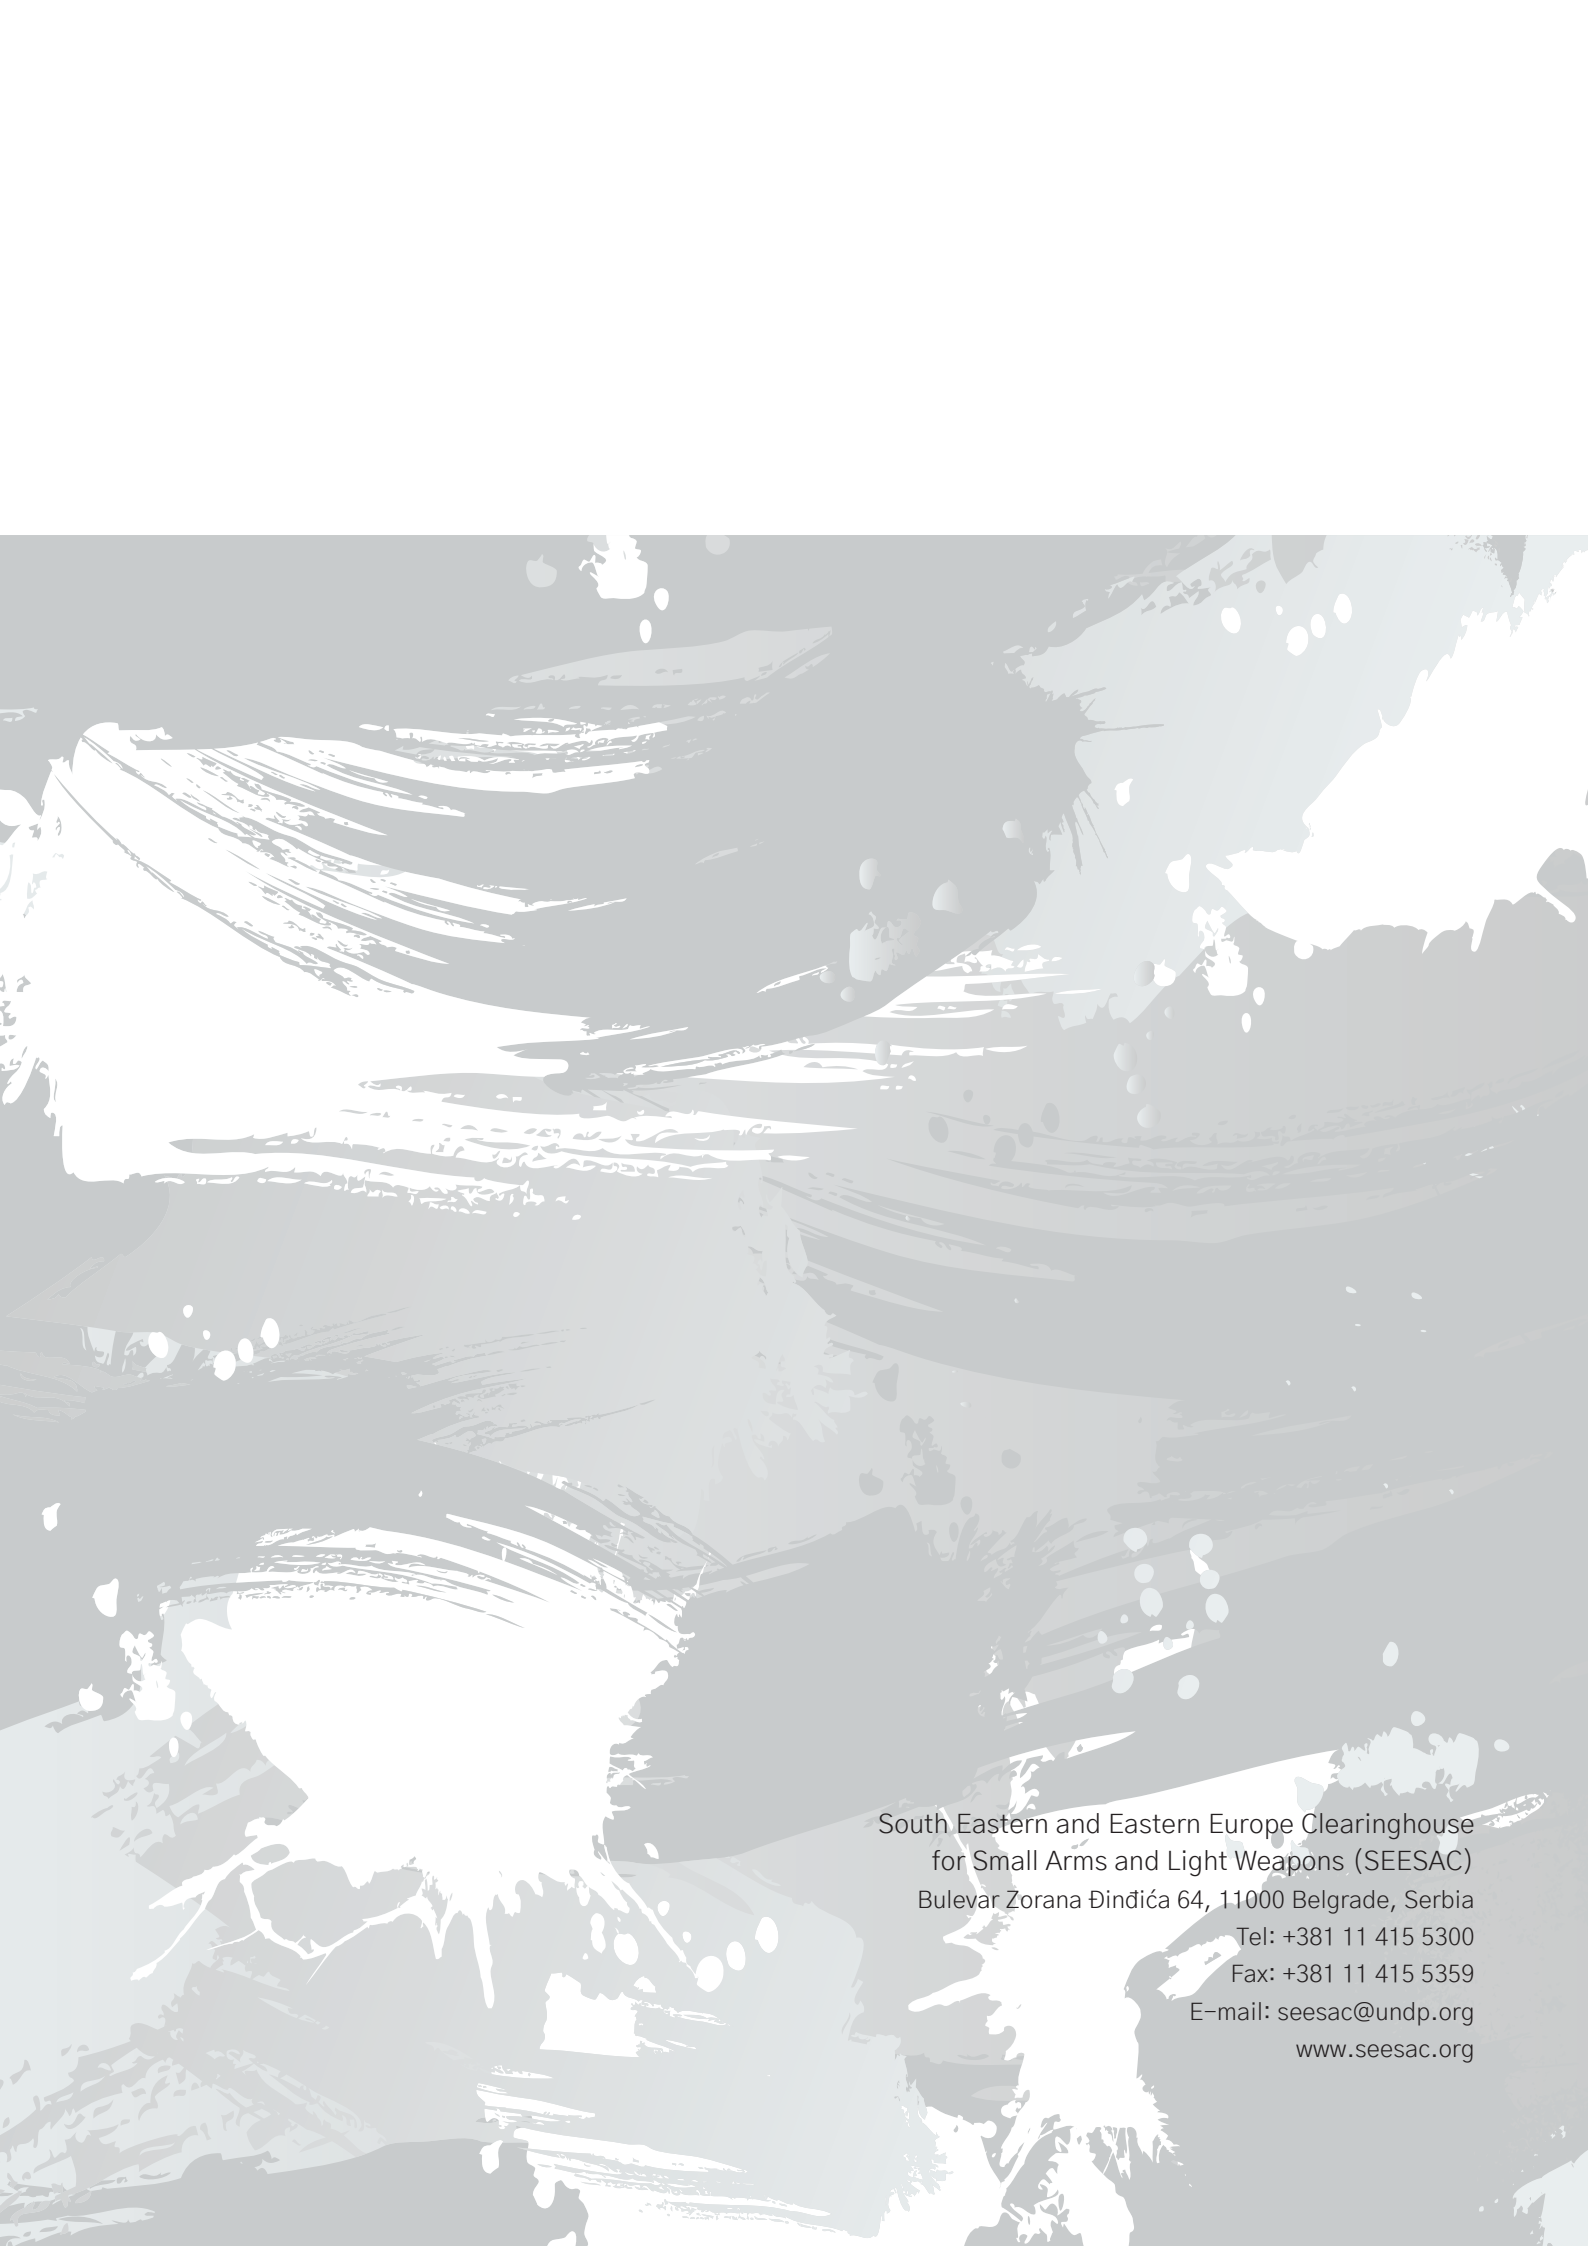 South Eastern and Eastern Europe Clearinghouse
for Small Arms and Light Weapons (SEESAC)
Bulevar Zorana Đinđića 64, 11000 Belgrade, Serbia
Tel: +381 11 415 5300
Fax: +381 11 415 5359
E-mail: seesac@undp.org
www.seesac.org